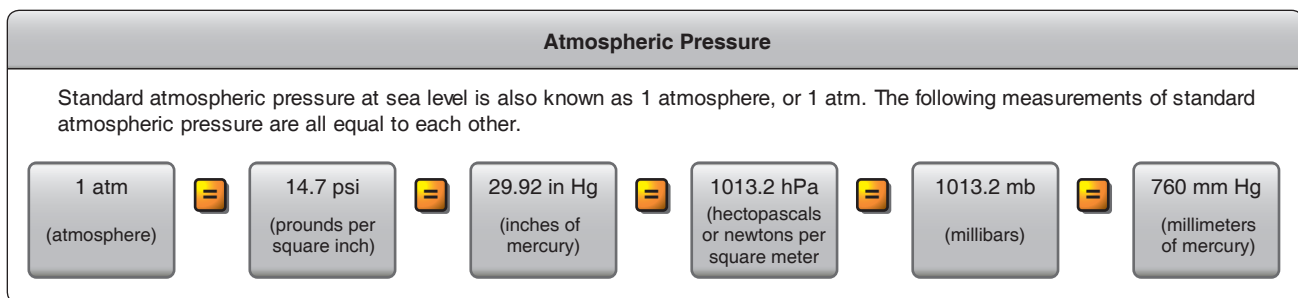 Atmospheric Pressure
Standard atmospheric pressure at sea level is also known as 1 atmosphere, or 1 atm. The following measurements of standard
atmospheric pressure are all equal to each other.
1 atm
(atmosphere)
=
14.7 psi
(prounds per
square inch)
=
29.92 in Hg
(inches of
mercury)
=
1013.2 hPa
(hectopascals
or newtons per
square meter
=
1013.2 mb
(millibars)
=
760 mm Hg
(millimeters
of mercury)